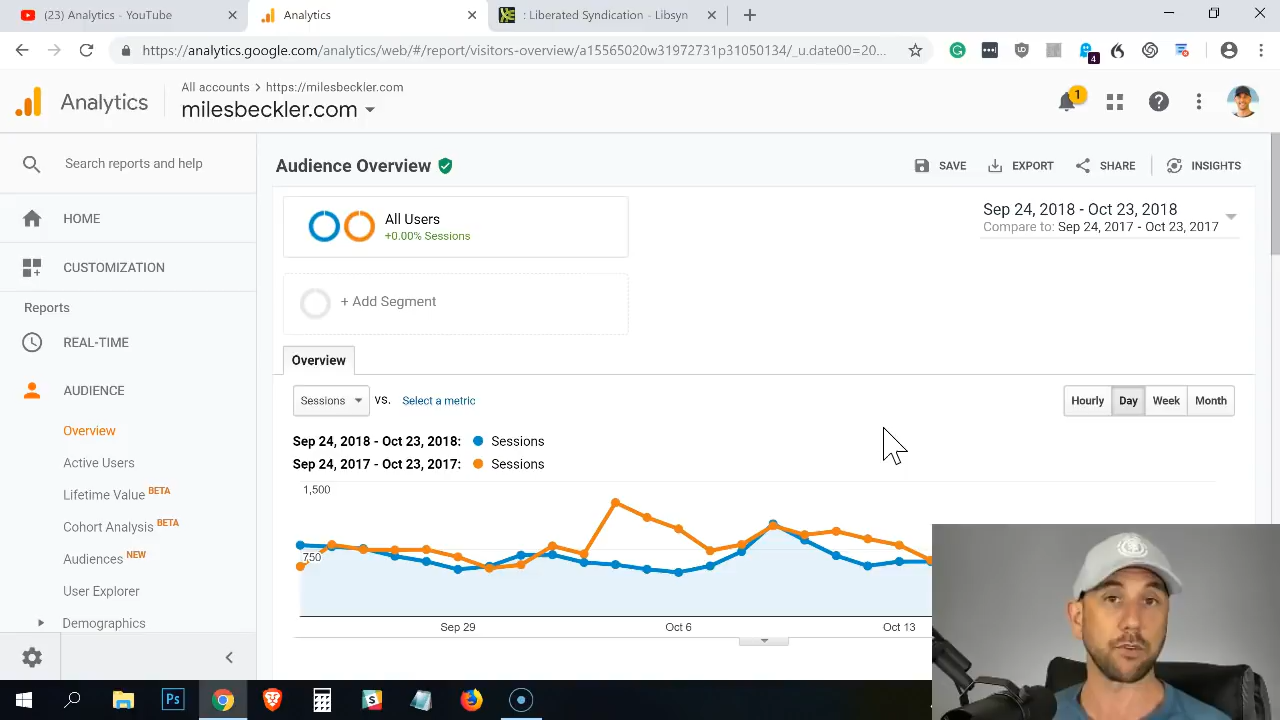 (23) Analytics - YouTube
Analytics
: Liberated Syndication - Libsyn
https://analytics.google.com/analytics/web/#/report/visitors-overview/a15565020w31972731p31050134/_u.date00=20...
4
Analytics
All accounts > https://milesbeckler.com
milesbeckler.com
1
Search reports and help
Audience Overview
SAVE
EXPORT
SHARE
INSIGHTS
HOME
CUSTOMIZATION
Reports
REAL-TIME
AUDIENCE
Overview
Active Users
Lifetime Value BETA
Cohort Analysis BETA
Audiences NEW
User Explorer
Demographics
All Users
+0.00% Sessions
Sep 24, 2018 - Oct 23, 2018
Compare to: Sep 24, 2017 - Oct 23, 2017
+ Add Segment
Overview
Sessions
VS.
Select a metric
Hourly
Day
Week
Month
Sep 24, 2018 - Oct 23, 2018: Sessions
Sep 24, 2017 - Oct 23, 2017: Sessions
1,500
750
Sep 29
Oct 6
Oct 13
Ps